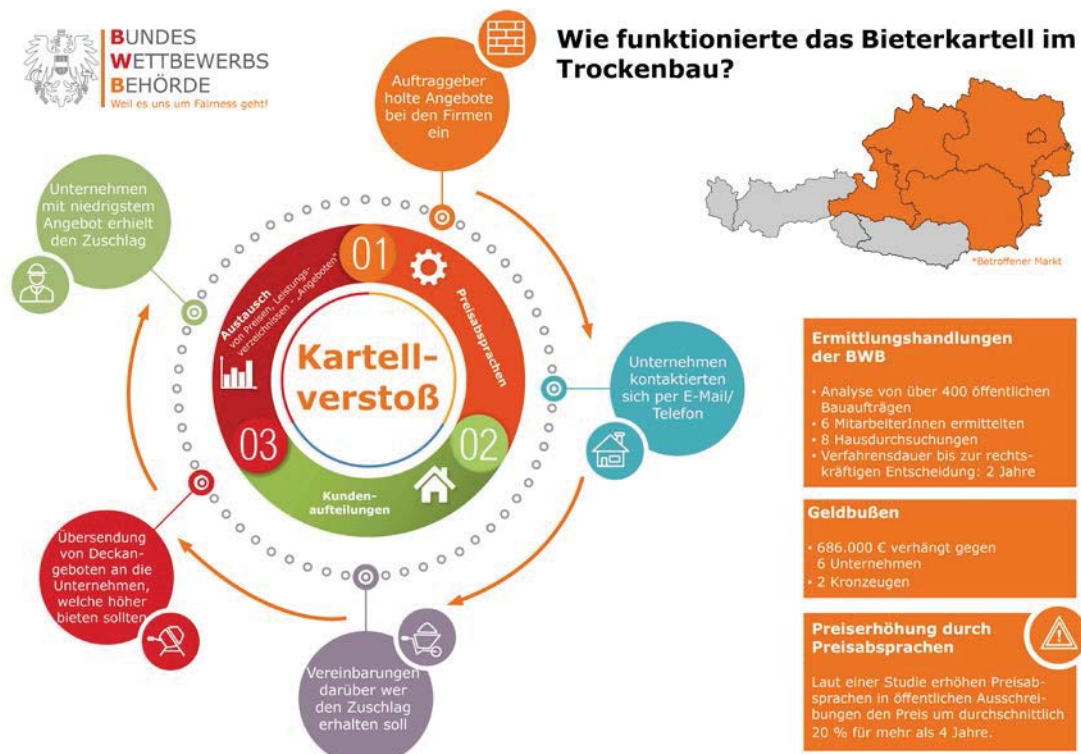 BUNDES
WETTBEWERBS
BEHÖRDE
Weil es uns um Fairness geht!
Wie funktionierte das Bieterkartell im
Trockenbau?
*Betroffener Markt
Auftraggeber
holte Angebote
bei den Firmen
ein
Unternehmen
kontaktierten
sich per E-Mail/
Telefon
Vereinbarungen
darüber wer
den Zuschlag
erhalten soll
Übersendung
von Deckan-
geboten an die
Unternehmen,
welche höher
bieten sollten
Unternehmen
mit niedrigstem
Angebot erhielt
den Zuschlag
Kartell-
verstoß
01
Preisabsprachen
02
Kunden-
aufteilungen
03
Austausch
von Preisen, Leistungs-
verzeichnissen - „Angeboten"
Ermittlungshandlungen
der BWB
• Analyse von über 400 öffentlichen
Bauaufträgen
• 6 MitarbeiterInnen ermittelten
• 8 Hausdurchsuchungen
• Verfahrensdauer bis zur rechts-
kräftigen Entscheidung: 2 Jahre
Geldbußen
• 686.000 € verhängt gegen
6 Unternehmen
• 2 Kronzeugen
Preiserhöhung durch
Preisabsprachen
Laut einer Studie erhöhen Preisab-
sprachen in öffentlichen Ausschrei-
bungen den Preis um durchschnittlich
20 % für mehr als 4 Jahre.